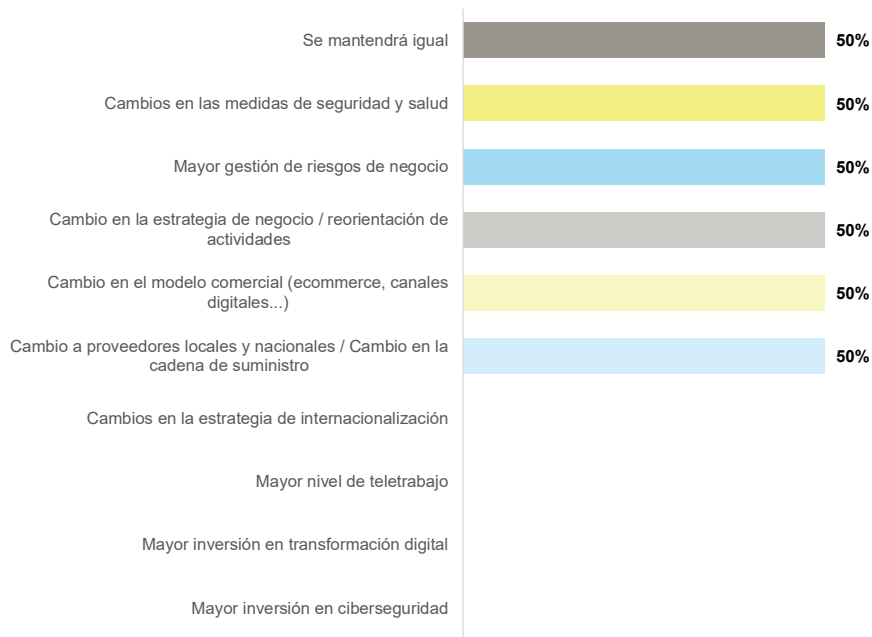 Se mantendrá igual 50%
Cambios en las medidas de seguridad y salud 50%
Mayor gestión de riesgos de negocio 50%
Cambio en la estrategia de negocio / reorientación de
actividades 50%
Cambio en el modelo comercial (ecommerce, canales
digitales...) 50%
Cambio a proveedores locales y nacionales / Cambio en la
cadena de suministro 50%
Cambios en la estrategia de internacionalización
Mayor nivel de teletrabajo
Mayor inversión en transformación digital
Mayor inversión en ciberseguridad